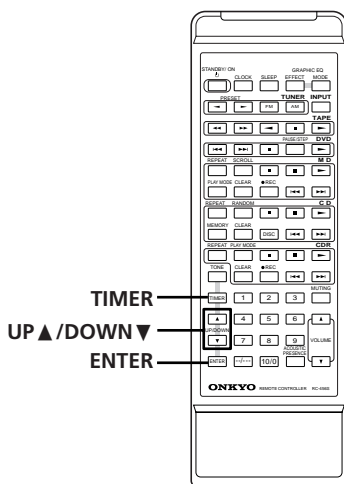 STANDBY/ ON
GRAPHIC EQ
CLOCK SLEEP EFFECT MODE
PRESET TUNER INPUT
FM AM
TAPE
PAUSE/STEP DVD
REPEAT SCROLL M D
PLAY MODE CLEAR ●REC
REPEAT RANDOM C D
MEMORY CLEAR
DISC
REPEAT PLAY MODE CDR
TONE CLEAR ●REC
MUTING
TIMER TIMER 1 2 3
UP ▲/DOWN ▼ UP/DOWN 4 5 6
VOLUME
7 8 9
ACOUSTIC
PRESENCE
ENTER ENTER --/--- 10/0
ONKYO REMOTE CONTROLLER